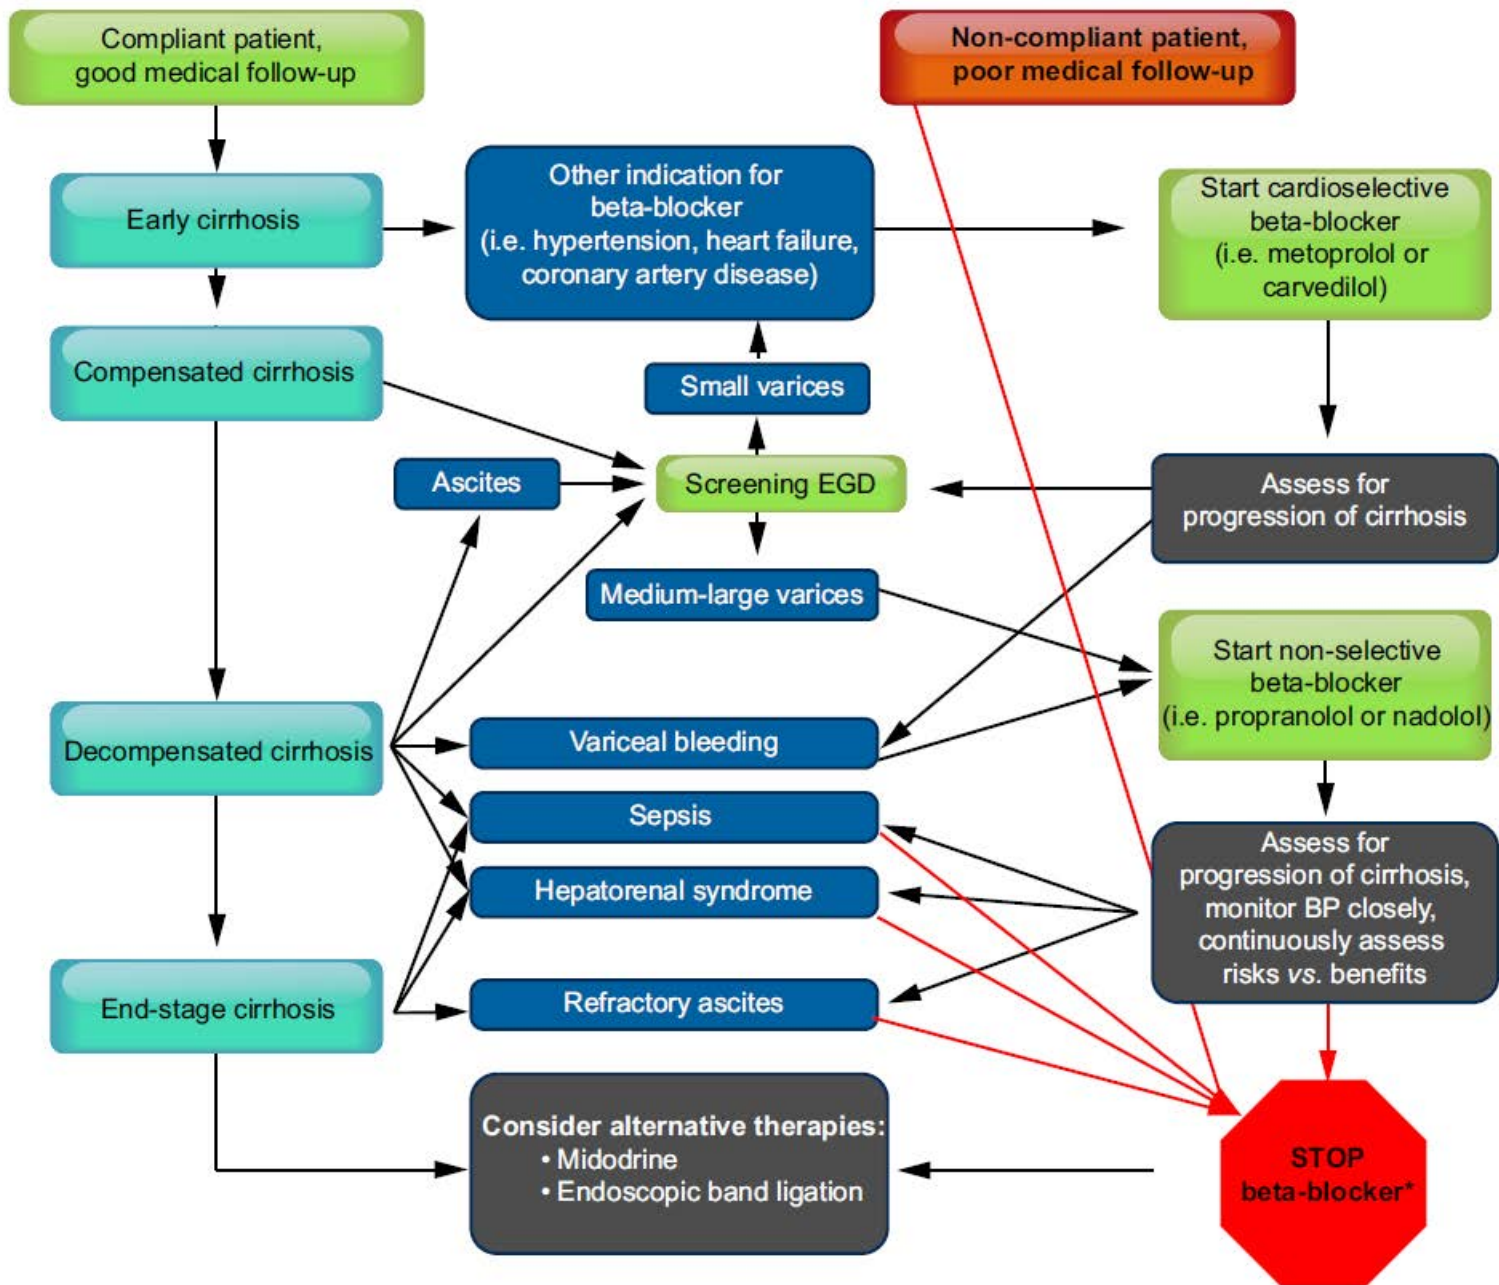 Compliant patient,
good medical follow-up
Non-compliant patient,
poor medical follow-up
Early cirrhosis
Other indication for
beta-blocker
(i.e. hypertension, heart failure,
coronary artery disease)
Start cardioselective
beta-blocker
(i.e. metoprolol or
carvedilol)
Compensated cirrhosis
Small varices
Ascites
Screening EGD
Assess for
progression of cirrhosis
Medium-large varices
Start non-selective
beta-blocker
(i.e. propranolol or nadolol)
Decompensated cirrhosis
Variceal bleeding
Sepsis
Hepatorenal syndrome
Assess for
progression of cirrhosis,
monitor BP closely,
continuously assess
risks vs. benefits
End-stage cirrhosis
Refractory ascites
Consider alternative therapies:
• Midodrine
• Endoscopic band ligation
STOP
beta-blocker*